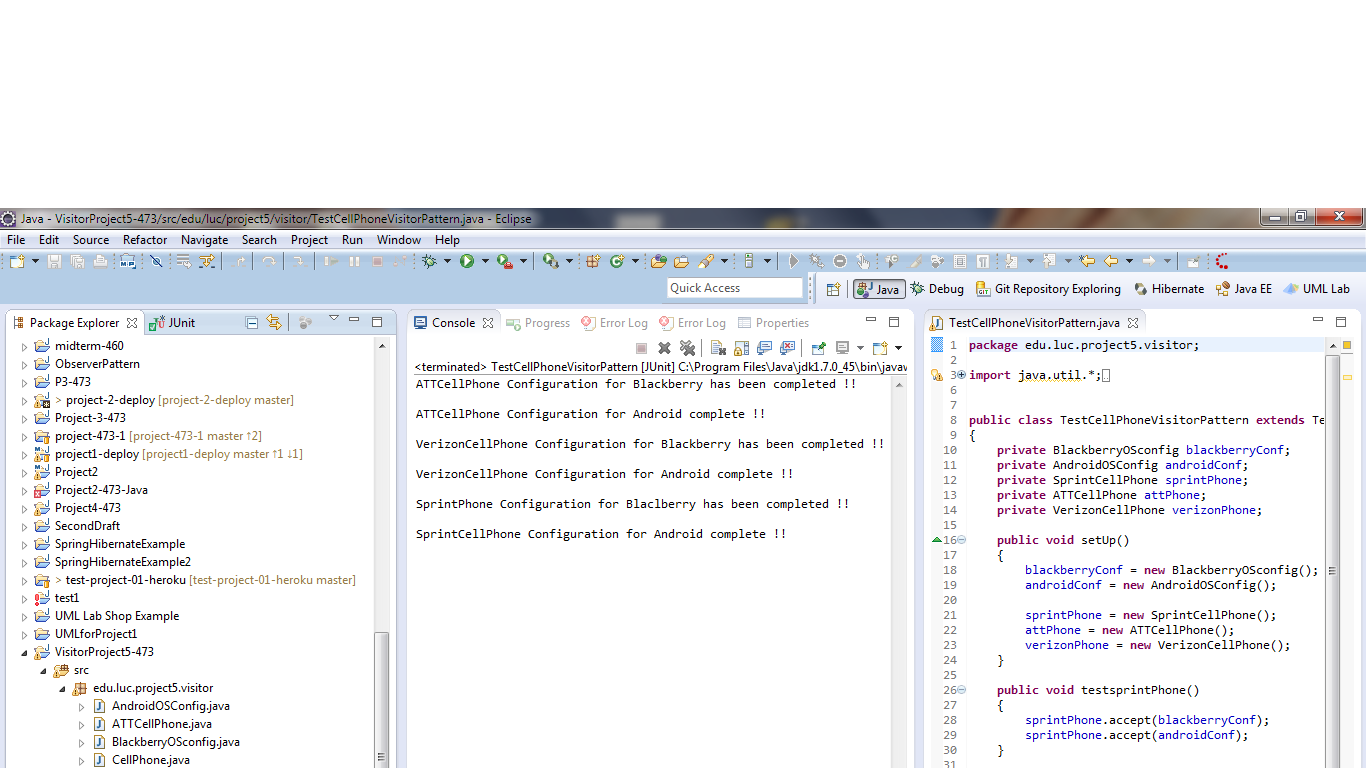 Java - VisitorProject5-473/src/edu/luc/project5/visitor/TestCellPhoneVisitorPattern.java - Eclipse
File Edit Source Refactor Navigate Search Project Run Window Help
Quick Access
Java Debug Git Repository Exploring Hibernate Java EE UML Lab
Package Explorer JUnit
midterm-460
ObserverPattern
P3-473
> project-2-deploy [project-2-deploy master]
Project-3-473
project-473-1 [project-473-1 master ↑2]
project1-deploy [project1-deploy master ↑1 ↓1]
Project2
Project2-473-Java
Project4-473
SecondDraft
SpringHibernateExample
SpringHibernateExample2
> test-project-01-heroku [test-project-01-heroku master]
test1
UML Lab Shop Example
UMLforProject1
VisitorProject5-473
src
edu.luc.project5.visitor
AndroidOSConfig.java
ATTCellPhone.java
BlackberryOSconfig.java
CellPhone.java
Console Progress Error Log Error Log Properties
<terminated> TestCellPhoneVisitorPattern [JUnit] C:\Program Files\Java\jdk1.7.0_45\bin\javaw
ATTCellPhone Configuration for Blackberry has been completed !!
ATTCellPhone Configuration for Android complete !!
VerizonCellPhone Configuration for Blackberry has been completed !!
VerizonCellPhone Configuration for Android complete !!
SprintPhone Configuration for Blaclberry has been completed !!
SprintCellPhone Configuration for Android complete !!
TestCellPhoneVisitorPattern.java
1 package edu.luc.project5.visitor;
2
3 import java.util.*;
6
7
8 public class TestCellPhoneVisitorPattern extends Te
9 {
10 private BlackberryOSconfig blackberryConf;
11 private AndroidOSConfig androidConf;
12 private SprintCellPhone sprintPhone;
13 private ATTCellPhone attPhone;
14 private VerizonCellPhone verizonPhone;
15
16 public void setUp()
17 {
18 blackberryConf = new BlackberryOSconfig();
19 androidConf = new AndroidOSConfig();
20
21 sprintPhone = new SprintCellPhone();
22 attPhone = new ATTCellPhone();
23 verizonPhone = new VerizonCellPhone();
24 }
25
26 public void testsprintPhone()
27 {
28 sprintPhone.accept(blackberryConf);
29 sprintPhone.accept(androidConf);
30 }
31